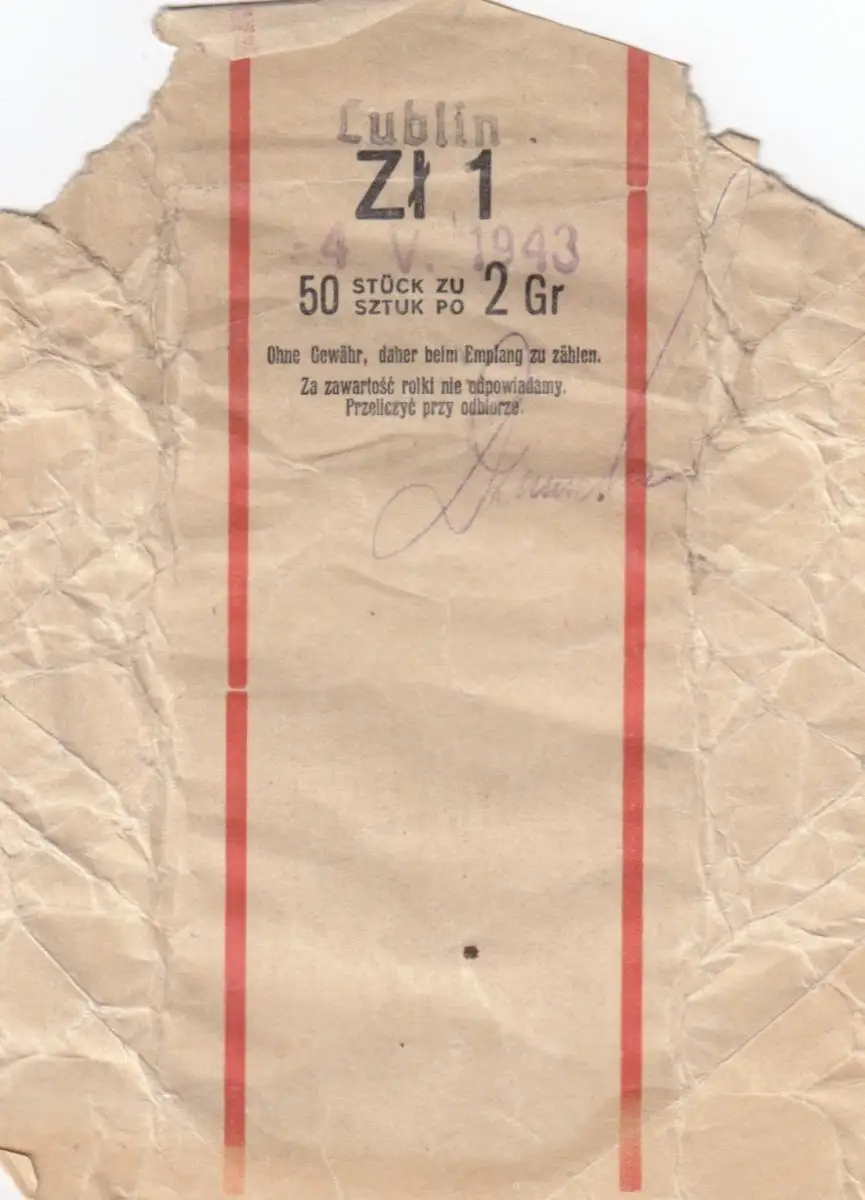 Lublin
Zł 1
-4 V. 1943
50 STÜCK ZU 2 Gr
SZTUK PO
Ohne Gewähr, daher beim Empfang zu zählen.
Za zawartość rolki nie odpowiadamy.
Przeliczyć przy odbiorze.